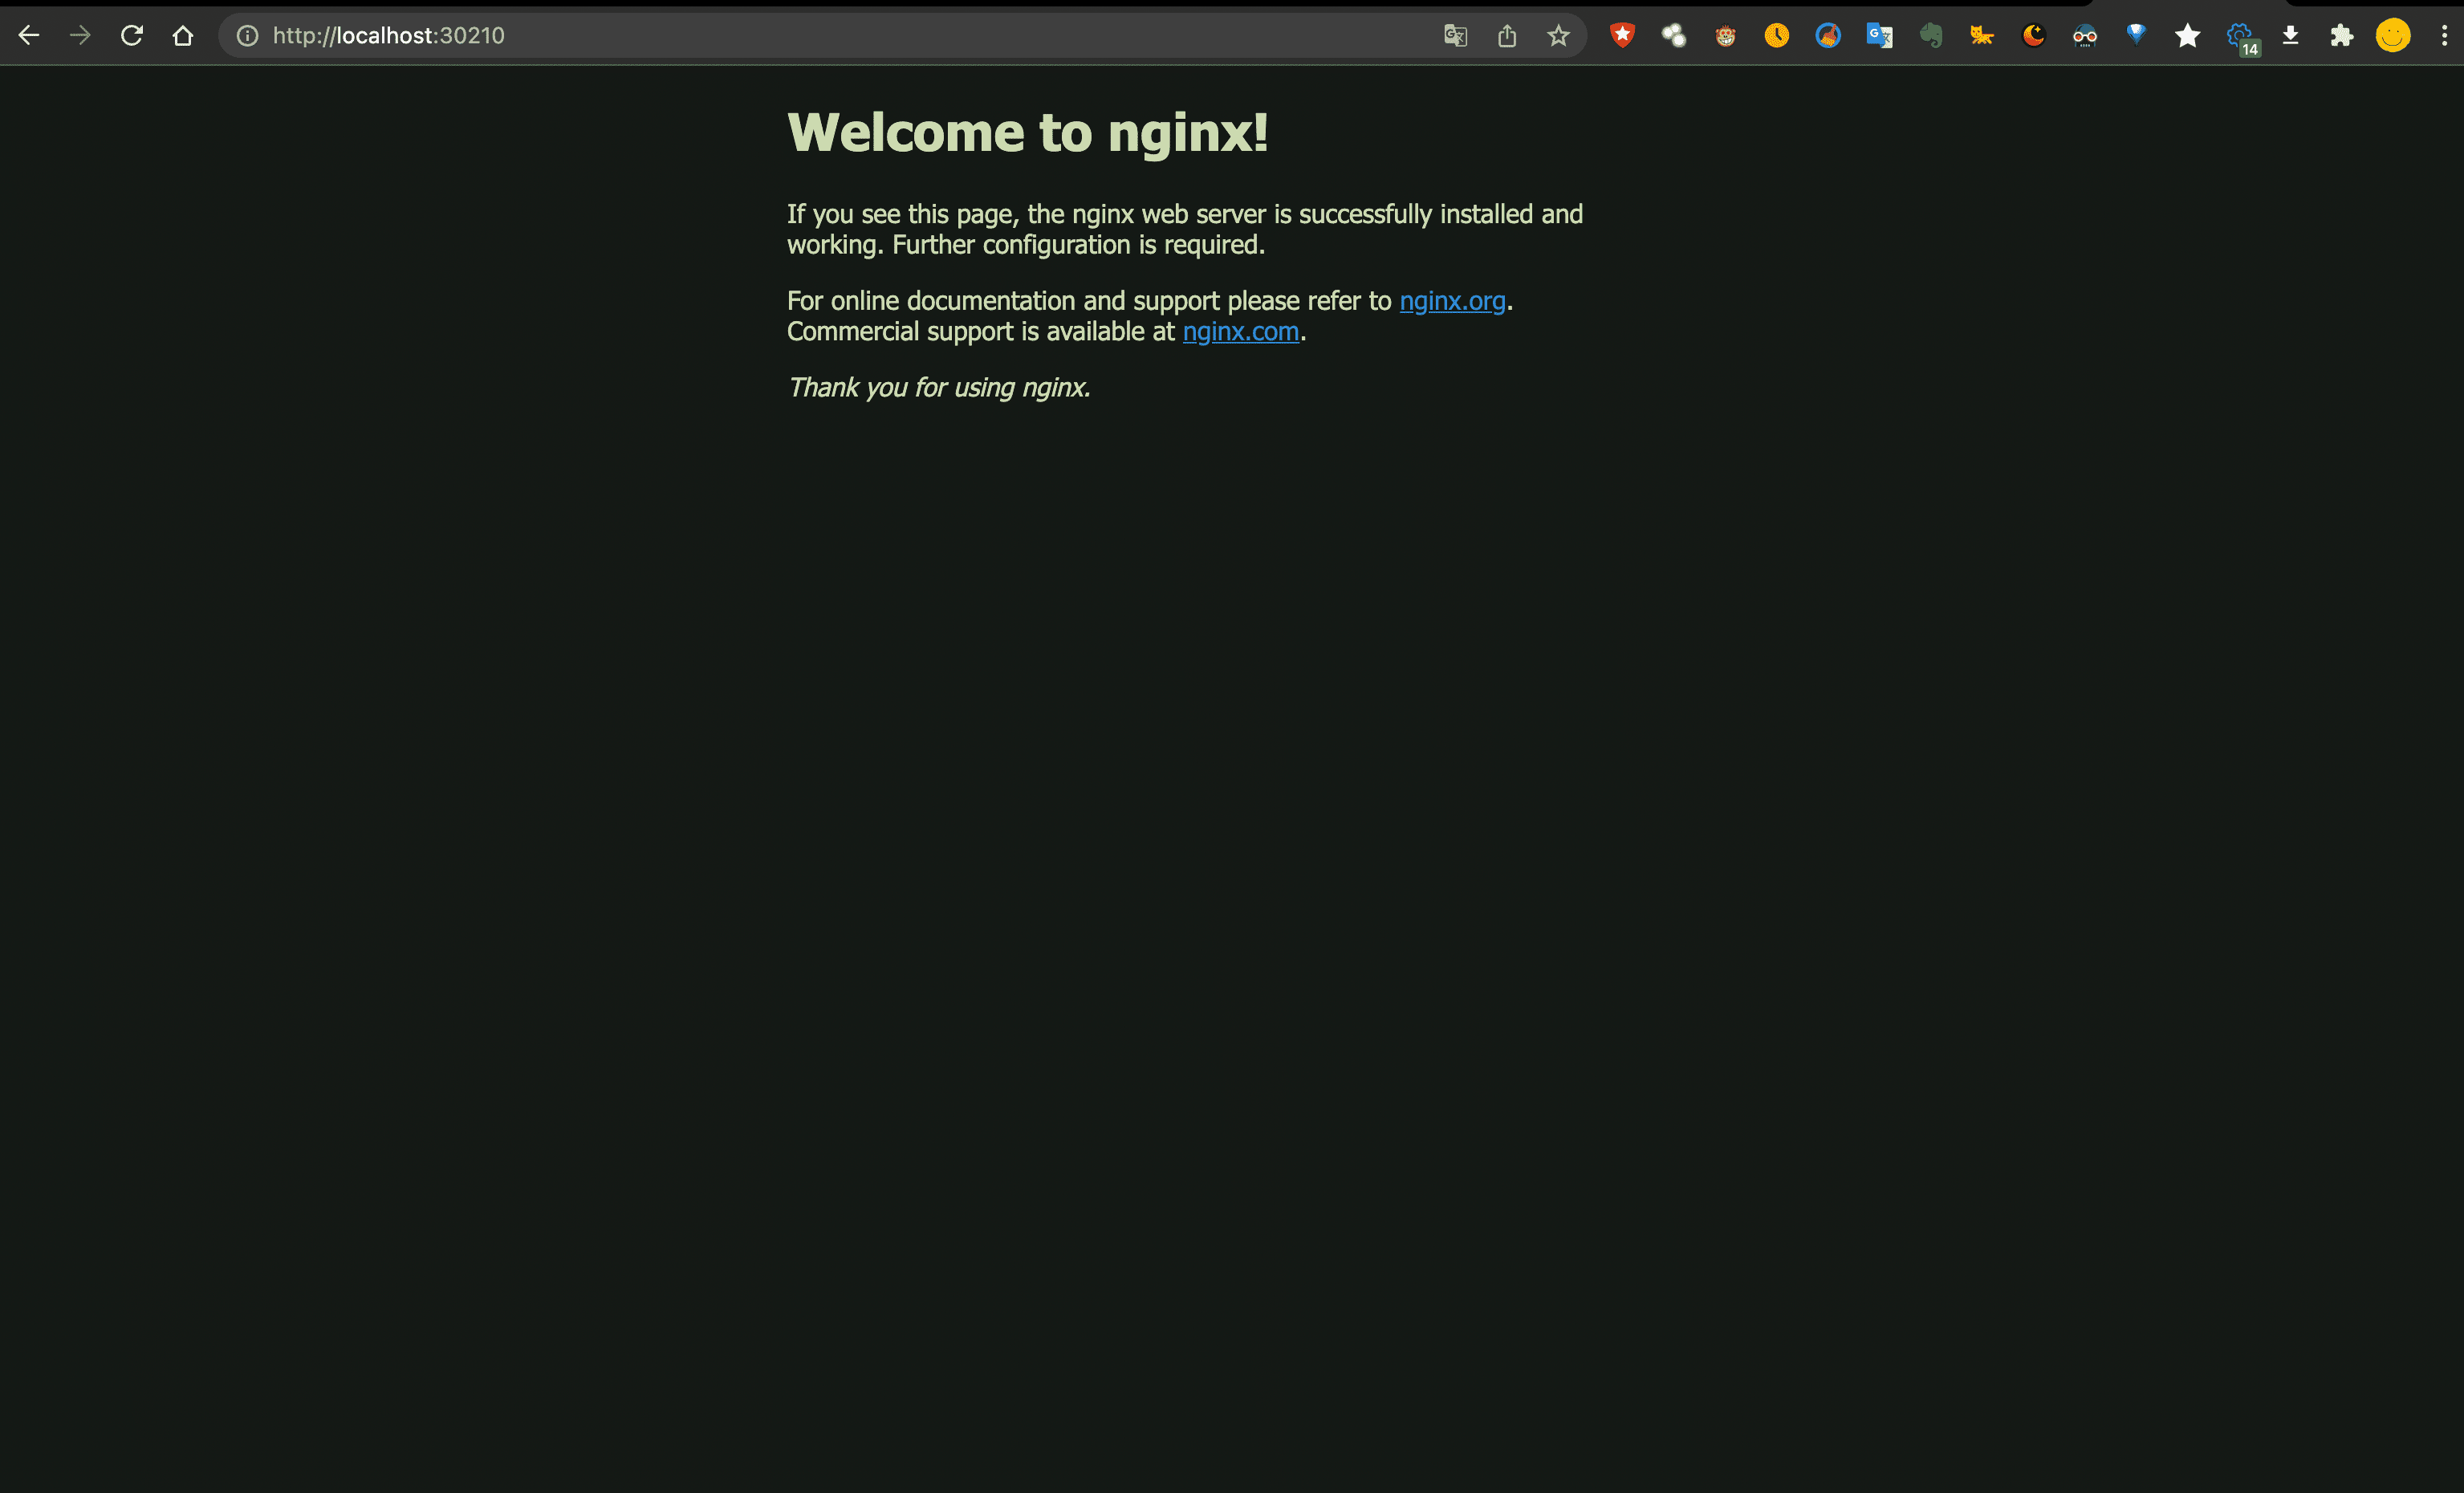 http://localhost:30210
14
Welcome to nginx!
If you see this page, the nginx web server is successfully installed and
working. Further configuration is required.
For online documentation and support please refer to nginx.org.
Commercial support is available at nginx.com.
Thank you for using nginx.